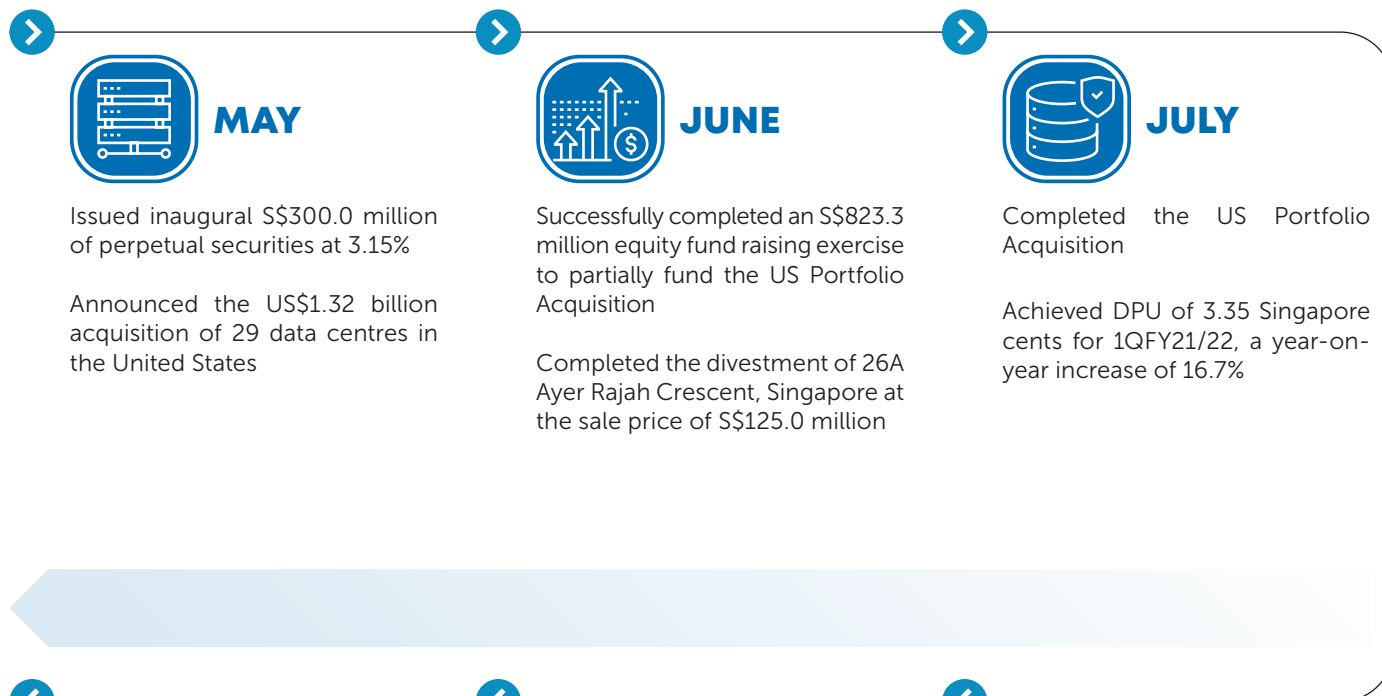 MAY
Issued inaugural S$300.0 million
of perpetual securities at 3.15%
Announced the US$1.32 billion
acquisition of 29 data centres in
the United States
JUNE
Successfully completed an S$823.3
million equity fund raising exercise
to partially fund the US Portfolio
Acquisition
Completed the divestment of 26A
Ayer Rajah Crescent, Singapore at
the sale price of S$125.0 million
JULY
Completed the US Portfolio
Acquisition
Achieved DPU of 3.35 Singapore
cents for 1QFY21/22, a year-on-
year increase of 16.7%